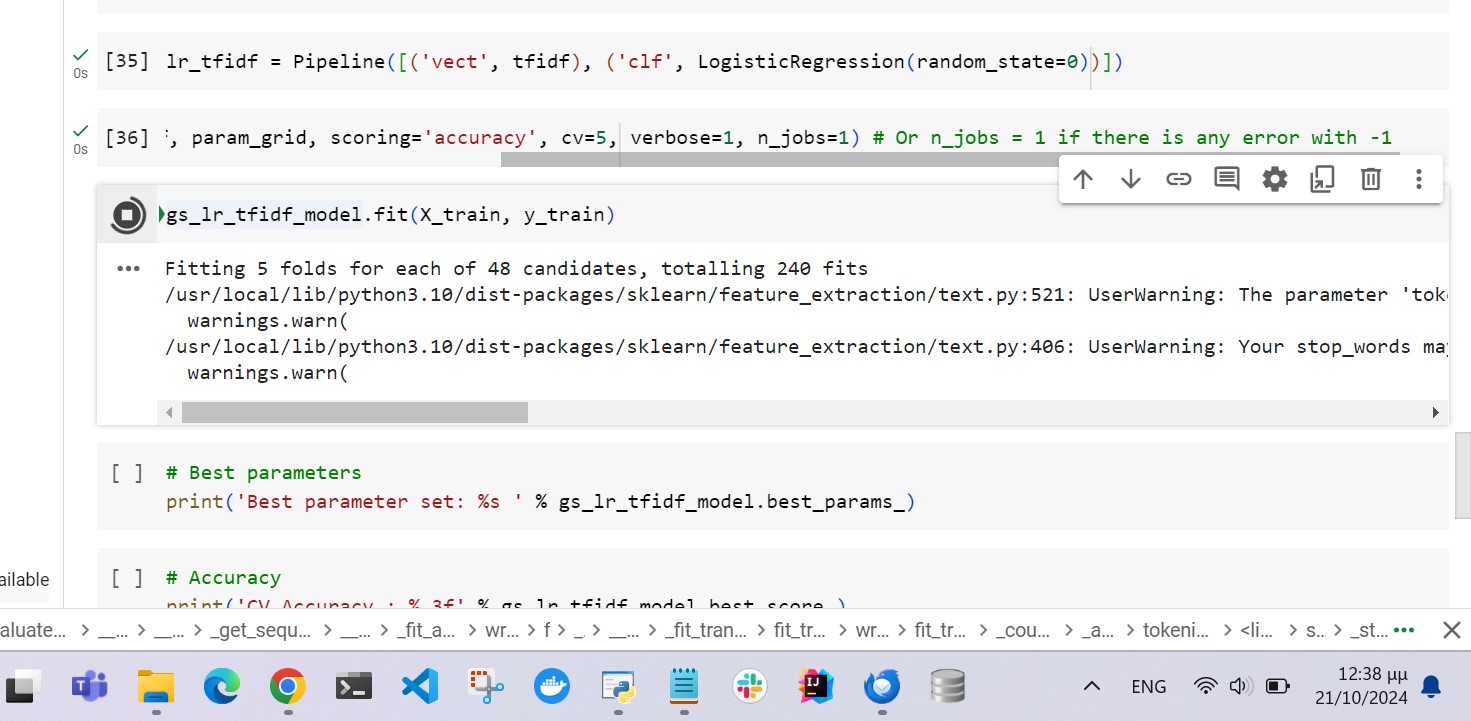 0s
[35] lr_tfidf = Pipeline([('vect', tfidf), ('clf', LogisticRegression(random_state=0))])
0s
[36] , param_grid, scoring='accuracy', cv=5, verbose=1, n_jobs=1) # Or n_jobs = 1 if there is any error with -1
gs_lr_tfidf_model.fit(X_train, y_train)
Fitting 5 folds for each of 48 candidates, totalling 240 fits
/usr/local/lib/python3.10/dist-packages/sklearn/feature_extraction/text.py:521: UserWarning: The parameter 'tok
warnings.warn(
/usr/local/lib/python3.10/dist-packages/sklearn/feature_extraction/text.py:406: UserWarning: Your stop_words ma
warnings.warn(
[ ] # Best parameters
print('Best parameter set: %s ' % gs_lr_tfidf_model.best_params_)
ailable
[ ] # Accuracy
print('CV Accuracy : %.3f' % gs_lr_tfidf_model.best_score_)
aluate... > __... > __... > _get_sequ... > __... > _fit_a... > wr... > f > _. > __... > _fit_tran... > fit_tr... > wr... > fit_tr... > _cou... > _a... > tokeni... > <li... > s... > _st...
ENG
12:38 μμ
21/10/2024